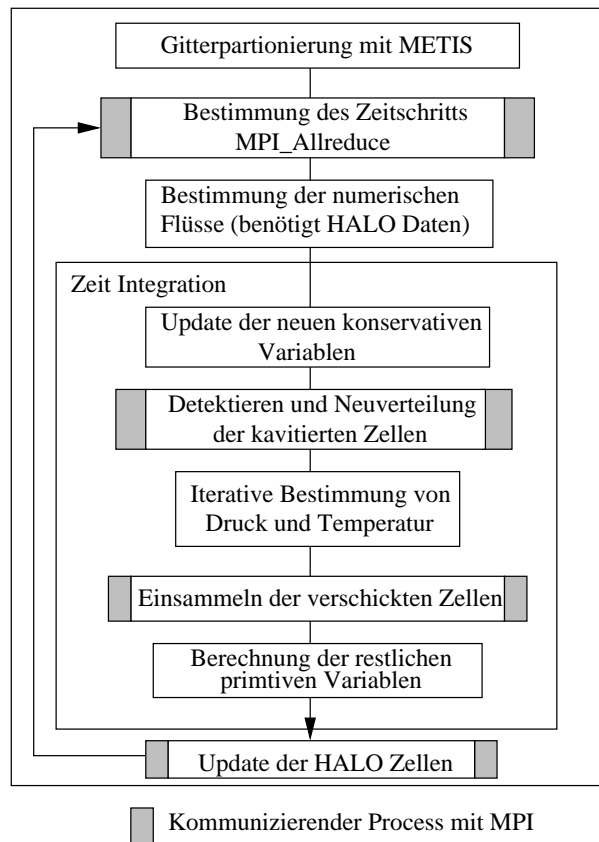 Gitterpartionierung mit METIS
Bestimmung des Zeitschritts
MPI_Allreduce
Bestimmung der numerischen
Flüsse (benötigt HALO Daten)
Zeit Integration
Update der neuen konservativen
Variablen
Detektieren und Neuverteilung
der kavitierten Zellen
Iterative Bestimmung von
Druck und Temperatur
Einsammeln der verschickten Zellen
Berechnung der restlichen
primtiven Variablen
Update der HALO Zellen
Kommunizierender Process mit MPI